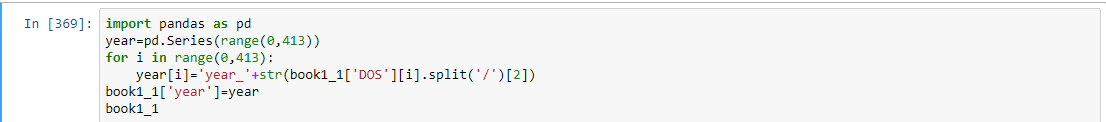 In [369]: import pandas as pd
year=pd.Series(range(0,413))
for i in range(0,413):
    year[i]='year_'+str(book1_1['DOS'][i].split('/')[2])
book1_1['year']=year
book1_1